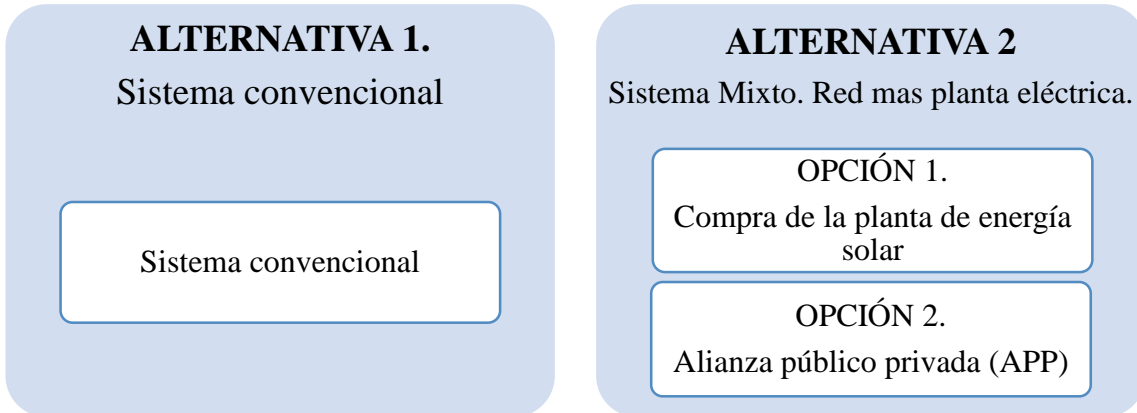 ALTERNATIVA 1.
Sistema convencional
Sistema convencional
ALTERNATIVA 2
Sistema Mixto. Red mas planta eléctrica.
OPCIÓN 1.
Compra de la planta de energía
solar
OPCIÓN 2.
Alianza público privada (APP)